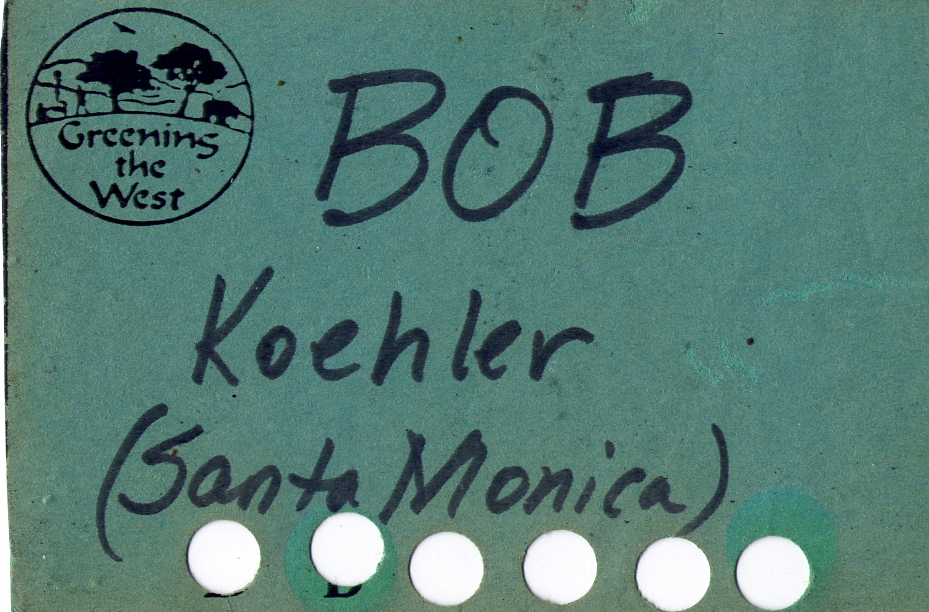 Greening
the
West
BOB
Koehler
(Santa Monica)